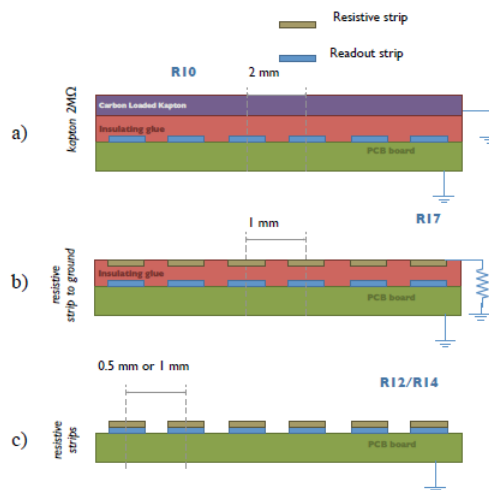 Resistive strip
Readout strip
R10
2 mm
a)
kapton 2MΩ
Carbon Loaded Kapton
Insulating glue
PCB board
R17
1 mm
b)
resistive
strip to ground
Insulating glue
PCB board
0.5 mm or 1 mm
R12/R14
c)
resistive
strips
PCB board